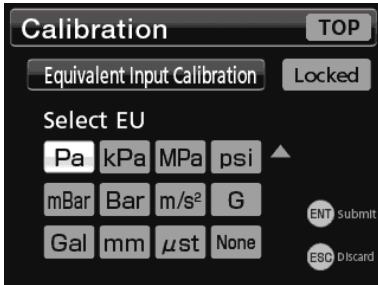 Calibration TOP
Equivalent Input Calibration Locked
Select EU
Pa kPa MPa psi
mBar Bar m/s² G
ENT Submit
Gal mm μst None
ESC Discard